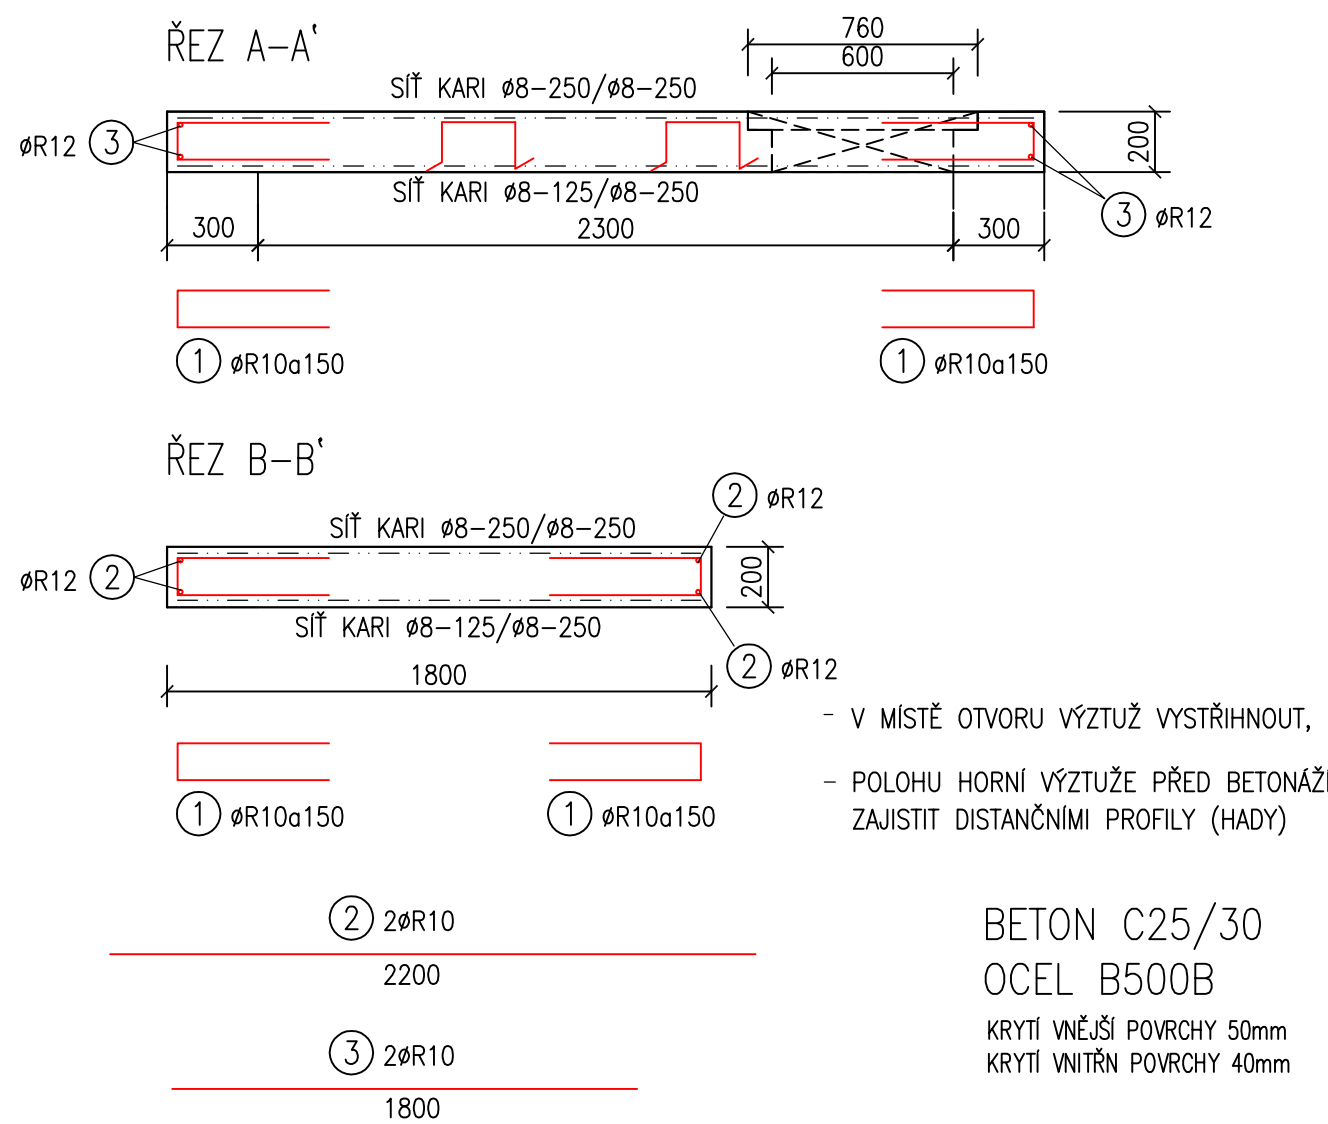 ŘEZ A-A‘
760
600
SÍŤ KARI ø8-250/ø8-250
øR12 3
200
SÍŤ KARI ø8-125/ø8-250
3 øR12
300 2300 300
1 øR10a150 1 øR10a150
ŘEZ B-B‘
2 øR12
SÍŤ KARI ø8-250/ø8-250
øR12 2
200
SÍŤ KARI ø8-125/ø8-250
2 øR12
1800
- V MÍSTĚ OTVORU VÝZTUŽ VYSTŘIHNOUT,
- POLOHU HORNÍ VÝZTUŽE PŘED BETONÁŽÍ
ZAJISTIT DISTANČNÍMI PROFILY (HADY)
1 øR10a150 1 øR10a150
2 2øR10
2200
3 2øR10
1800
BETON C25/30
OCEL B500B
KRYTÍ VNĚJŠÍ POVRCHY 50mm
KRYTÍ VNITŘN POVRCHY 40mm